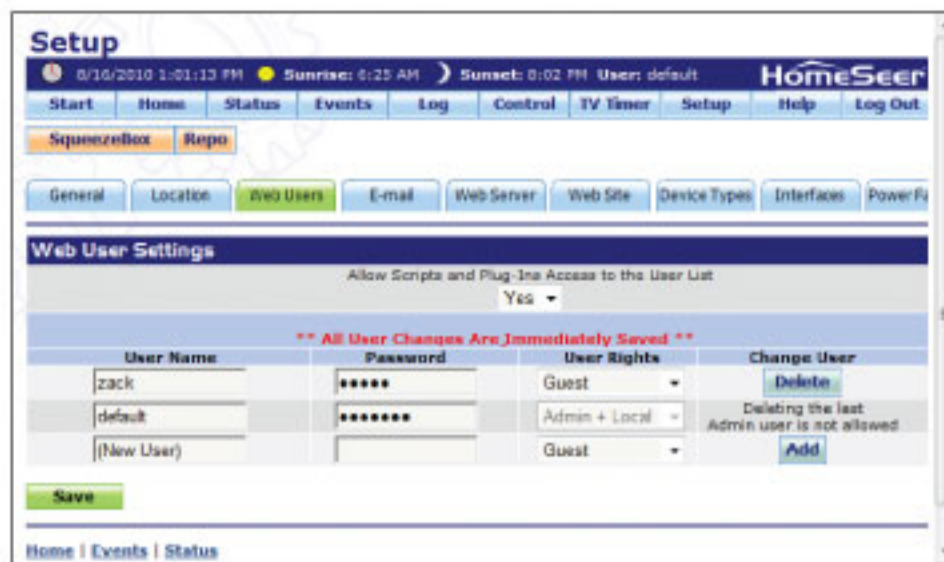 Setup
8/16/2010 1:01:13 PM Sunrise: 6:25 AM Sunset: 8:02 PM User: default HomeSeer
Start Home Status Events Log Control TV Timer Setup Help Log Out
SqueezeBox Repo
General Location Web Users E-mail Web Server Web Site Device Types Interfaces Power Fa
Web User Settings
Allow Scripts and Plug-Ins Access to the User List
Yes
** All User Changes Are Immediately Saved **
User Name Password User Rights Change User
zack ••••• Guest Delete
default ••••••• Admin + Local Deleting the last
Admin user is not allowed
(New User) Guest Add
Save
Home | Events | Status